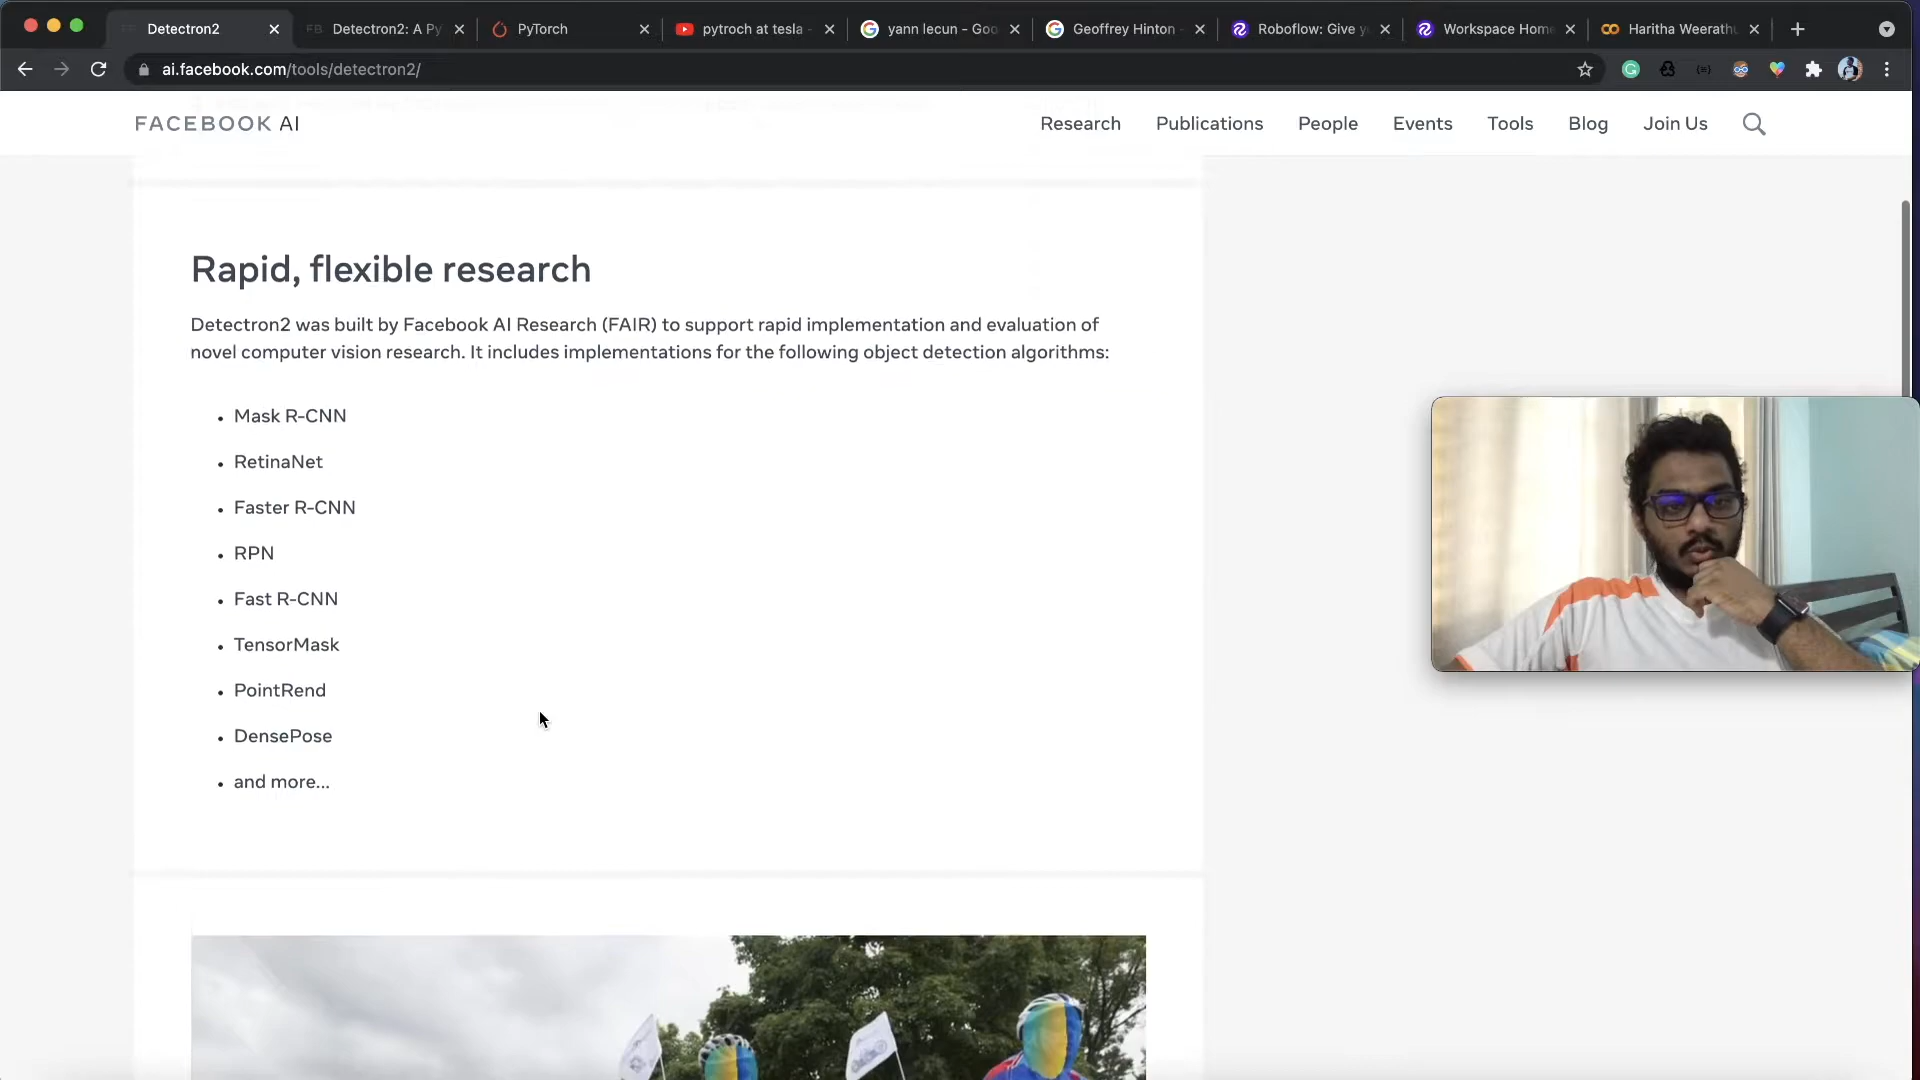 Detectron2
Detectron2: A Py
PyTorch
pytroch at tesla -
yann lecun - Goo
Geoffrey Hinton -
Roboflow: Give y
Workspace Home
Haritha Weerathu
ai.facebook.com/tools/detectron2/
FACEBOOK AI
Research
Publications
People
Events
Tools
Blog
Join Us
Rapid, flexible research
Detectron2 was built by Facebook AI Research (FAIR) to support rapid implementation and evaluation of
novel computer vision research. It includes implementations for the following object detection algorithms:
• Mask R-CNN
• RetinaNet
• Faster R-CNN
• RPN
• Fast R-CNN
• TensorMask
• PointRend
• DensePose
• and more...